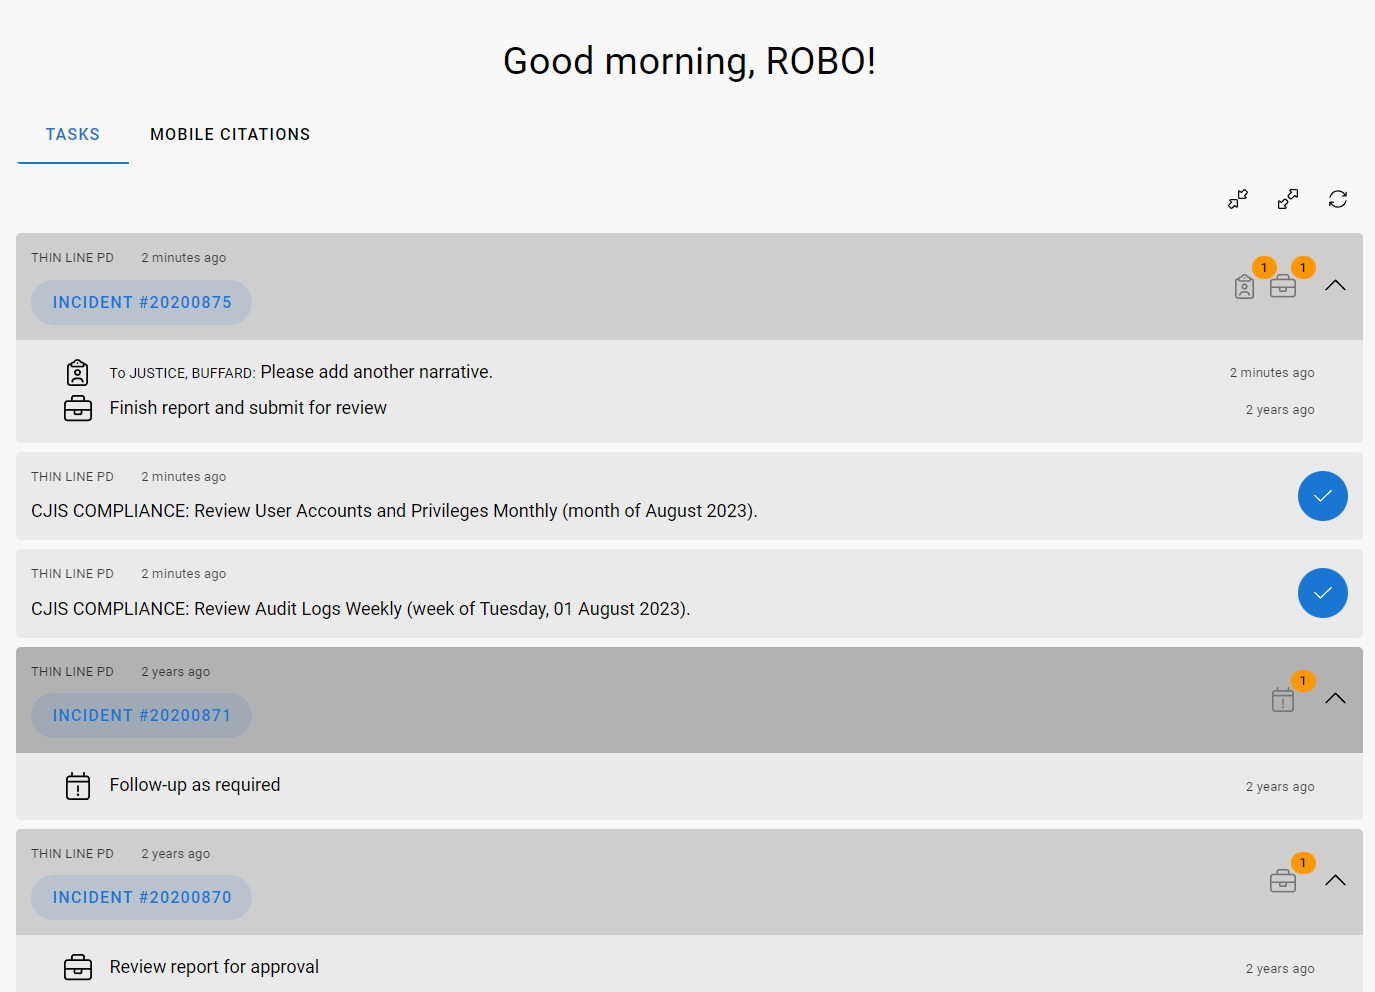 Good morning, ROBO!
TASKS
MOBILE CITATIONS
THIN LINE PD 2 minutes ago
1 1
INCIDENT #20200875
To JUSTICE, BUFFARD: Please add another narrative. 2 minutes ago
Finish report and submit for review 2 years ago
THIN LINE PD 2 minutes ago
CJIS COMPLIANCE: Review User Accounts and Privileges Monthly (month of August 2023).
THIN LINE PD 2 minutes ago
CJIS COMPLIANCE: Review Audit Logs Weekly (week of Tuesday, 01 August 2023).
THIN LINE PD 2 years ago
1
INCIDENT #20200871
Follow-up as required 2 years ago
THIN LINE PD 2 years ago
1
INCIDENT #20200870
Review report for approval 2 years ago